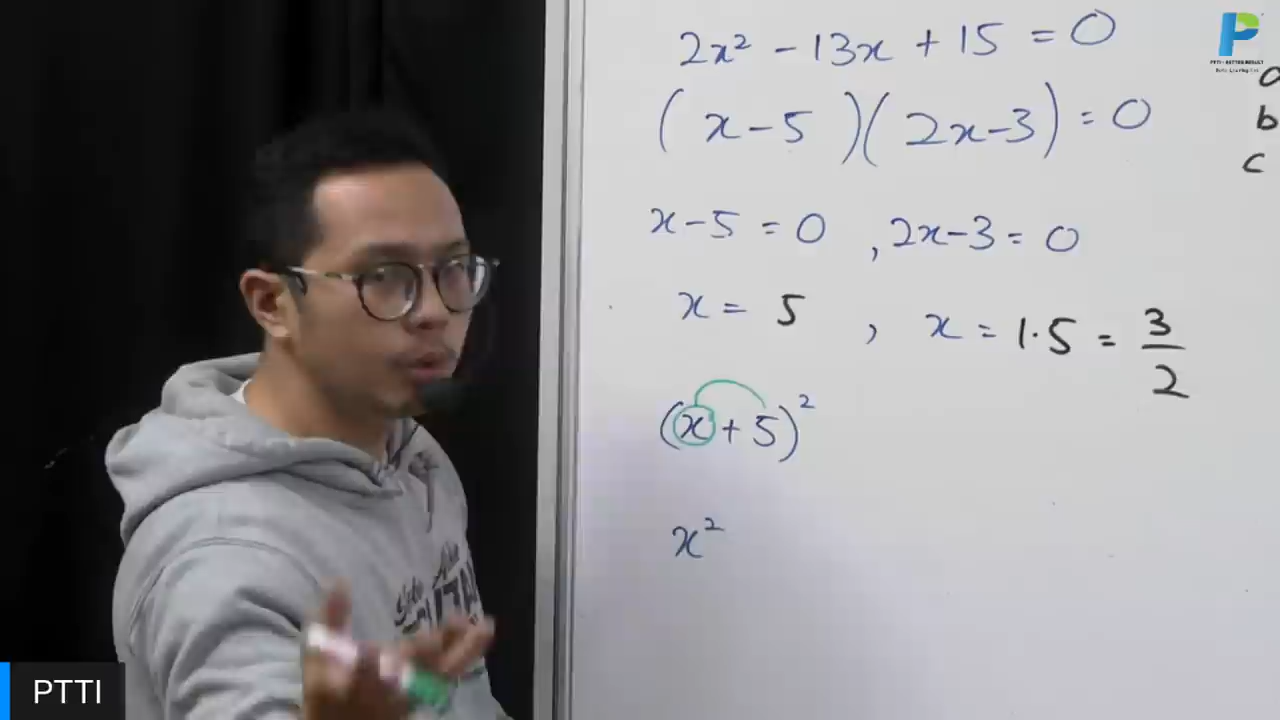 2x² - 13x + 15 = 0
(x - 5)(2x - 3) = 0
x - 5 = 0 , 2x - 3 = 0
x = 5 , x = 1.5 = 3/2
(x + 5)²
x²
a
b
c
PTTI